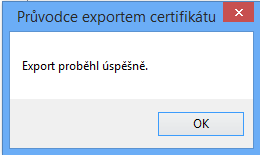 Průvodce exportem certifikátu
Export proběhl úspěšně.
OK